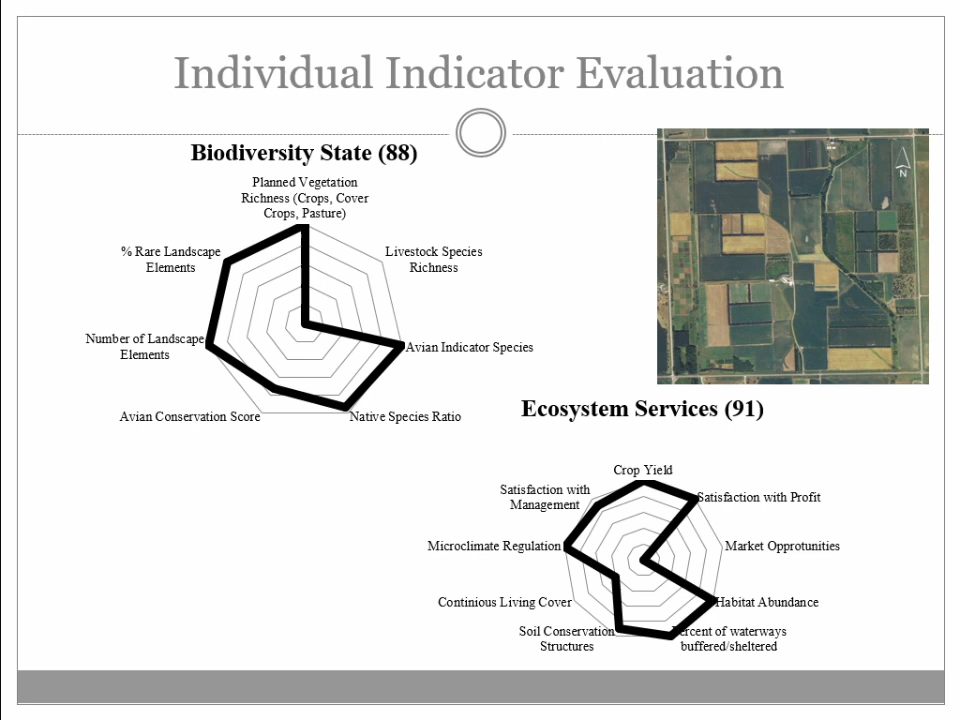 Individual Indicator Evaluation
Biodiversity State (88)
Planned Vegetation
Richness (Crops, Cover
Crops, Pasture)
Livestock Species
Richness
Avian Indicator Species
Native Species Ratio
Avian Conservation Score
Number of Landscape
Elements
% Rare Landscape
Elements
N
Ecosystem Services (91)
Crop Yield
Satisfaction with Profit
Market Opprotunities
Habitat Abundance
Percent of waterways
buffered/sheltered
Soil Conservation
Structures
Continious Living Cover
Microclimate Regulation
Satisfaction with
Management